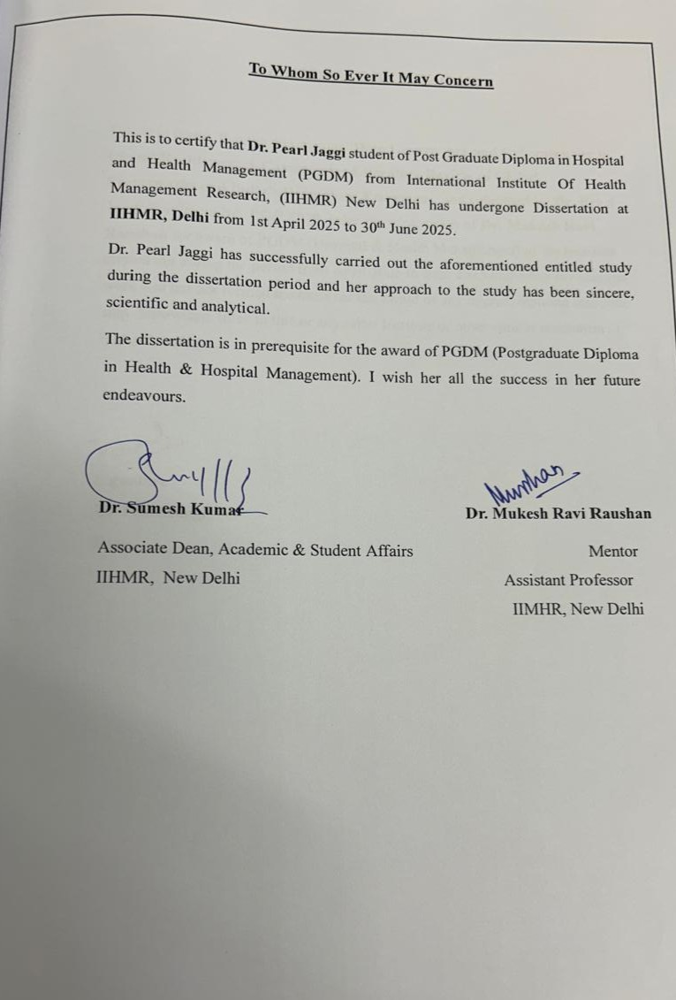 To Whom So Ever It May Concern
This is to certify that Dr. Pearl Jaggi student of Post Graduate Diploma in Hospital
and Health Management (PGDM) from International Institute Of Health
Management Research, (IIHMR) New Delhi has undergone Dissertation at
IIHMR, Delhi from 1st April 2025 to 30th June 2025.
Dr. Pearl Jaggi has successfully carried out the aforementioned entitled study
during the dissertation period and her approach to the study has been sincere,
scientific and analytical.
The dissertation is in prerequisite for the award of PGDM (Postgraduate Diploma
in Health & Hospital Management). I wish her all the success in her future
endeavours.
Dr. Sumesh Kumar
Associate Dean, Academic & Student Affairs
IIHMR, New Delhi
Dr. Mukesh Ravi Raushan
Mentor
Assistant Professor
IIMHR, New Delhi